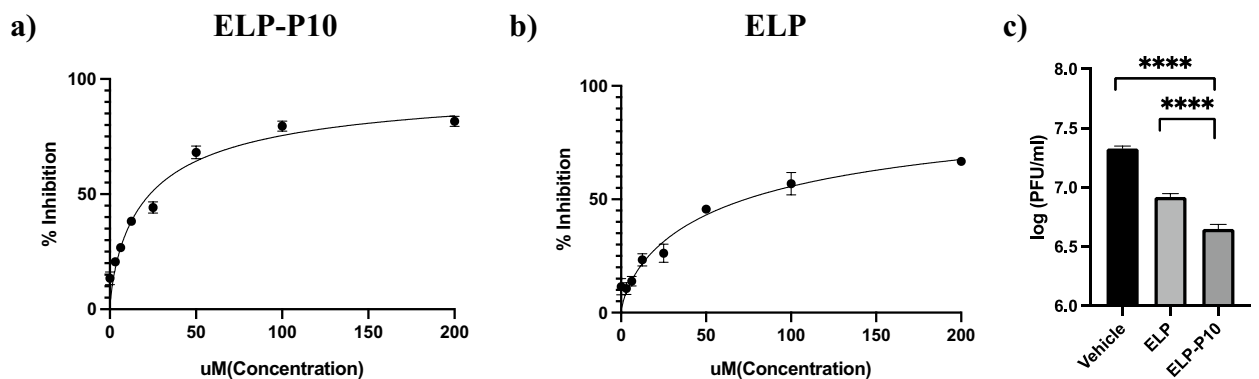 a)
ELP-P10
100
50
0
% Inhibition
0
50
100
150
200
uM(Concentration)
b)
ELP
100
50
0
% Inhibition
0
50
100
150
200
uM(Concentration)
c)
8.0
7.5
7.0
6.5
6.0
log (PFU/ml)
****
****
Vehicle
ELP
ELP-P10